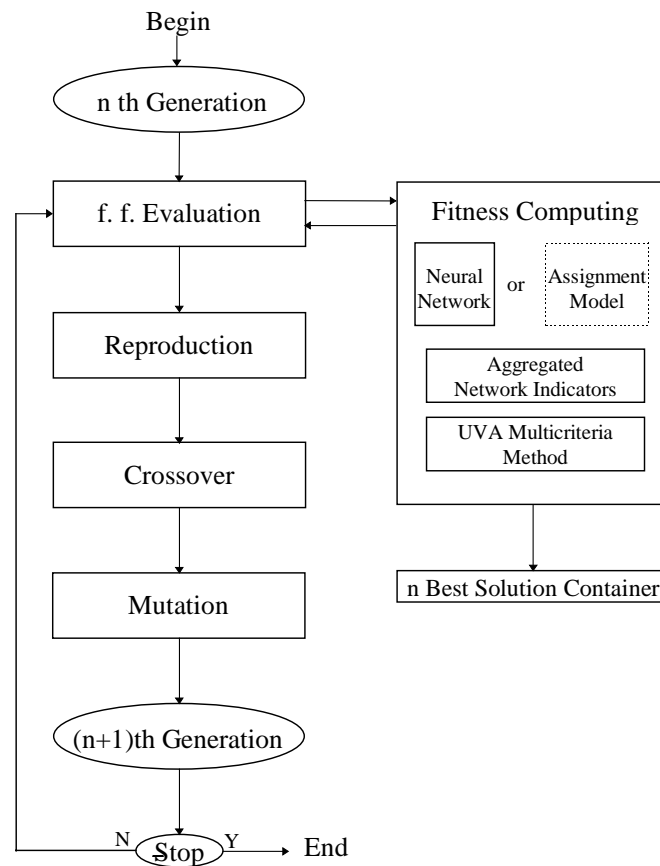 Begin
n th Generation
f. f. Evaluation
Reproduction
Crossover
Mutation
(n+1)th Generation
N
Stop
Y
End
Fitness Computing
Neural
Network
or
Assignment
Model
Aggregated
Network Indicators
UVA Multicriteria
Method
n Best Solution Container